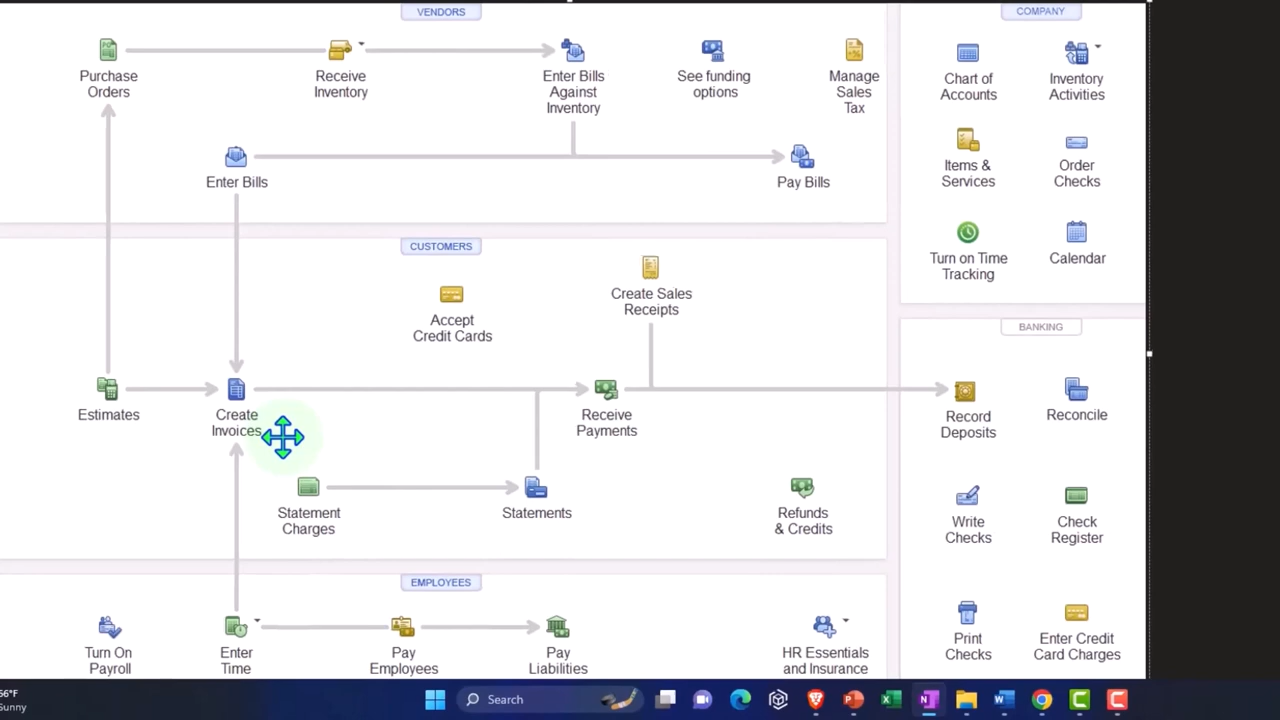 VENDORS
COMPANY
Purchase
Orders
Receive
Inventory
Enter Bills
Against
Inventory
See funding
options
Manage
Sales
Tax
Chart of
Accounts
Inventory
Activities
Enter Bills
Pay Bills
Items &
Services
Order
Checks
Turn on Time
Tracking
Calendar
CUSTOMERS
Accept
Credit Cards
Create Sales
Receipts
BANKING
Estimates
Create
Invoices
Receive
Payments
Record
Deposits
Reconcile
Statement
Charges
Statements
Refunds
& Credits
Write
Checks
Check
Register
EMPLOYEES
Turn On
Payroll
Enter
Time
Pay
Employees
Pay
Liabilities
HR Essentials
and Insurance
Print
Checks
Enter Credit
Card Charges
56°F
Sunny
Search